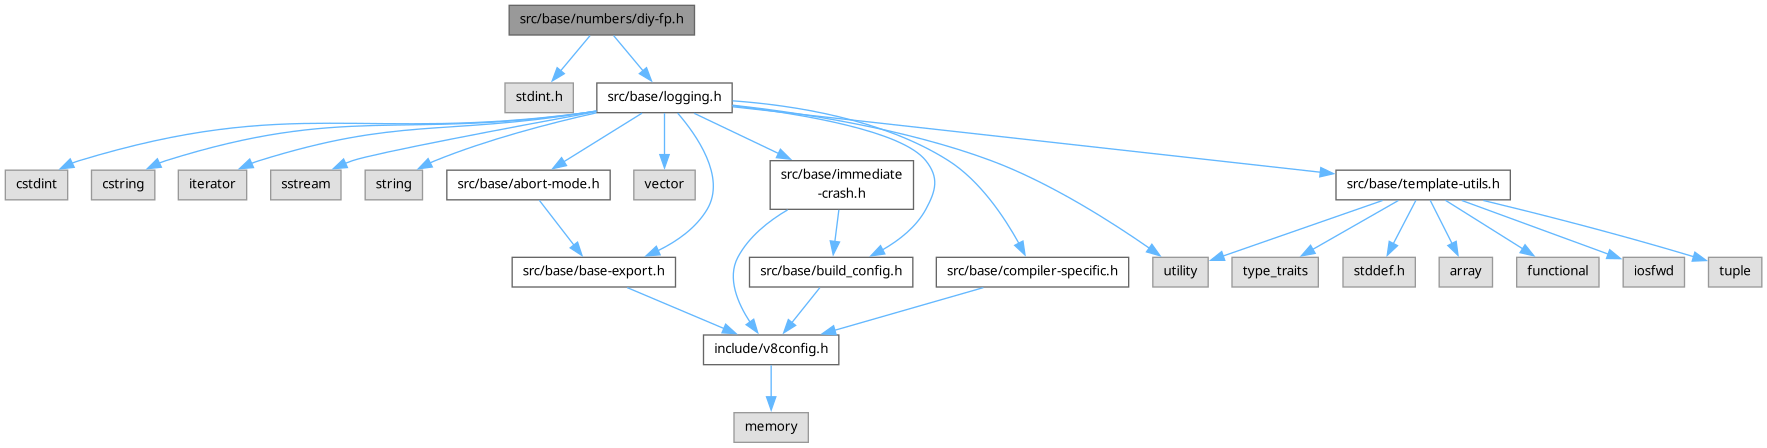 src/base/numbers/diy-fp.h
stdint.h
src/base/logging.h
cstdint
cstring
iterator
sstream
string
src/base/abort-mode.h
vector
src/base/immediate
-crash.h
src/base/template-utils.h
src/base/base-export.h
src/base/build_config.h
src/base/compiler-specific.h
utility
type_traits
stddef.h
array
functional
iosfwd
tuple
include/v8config.h
memory